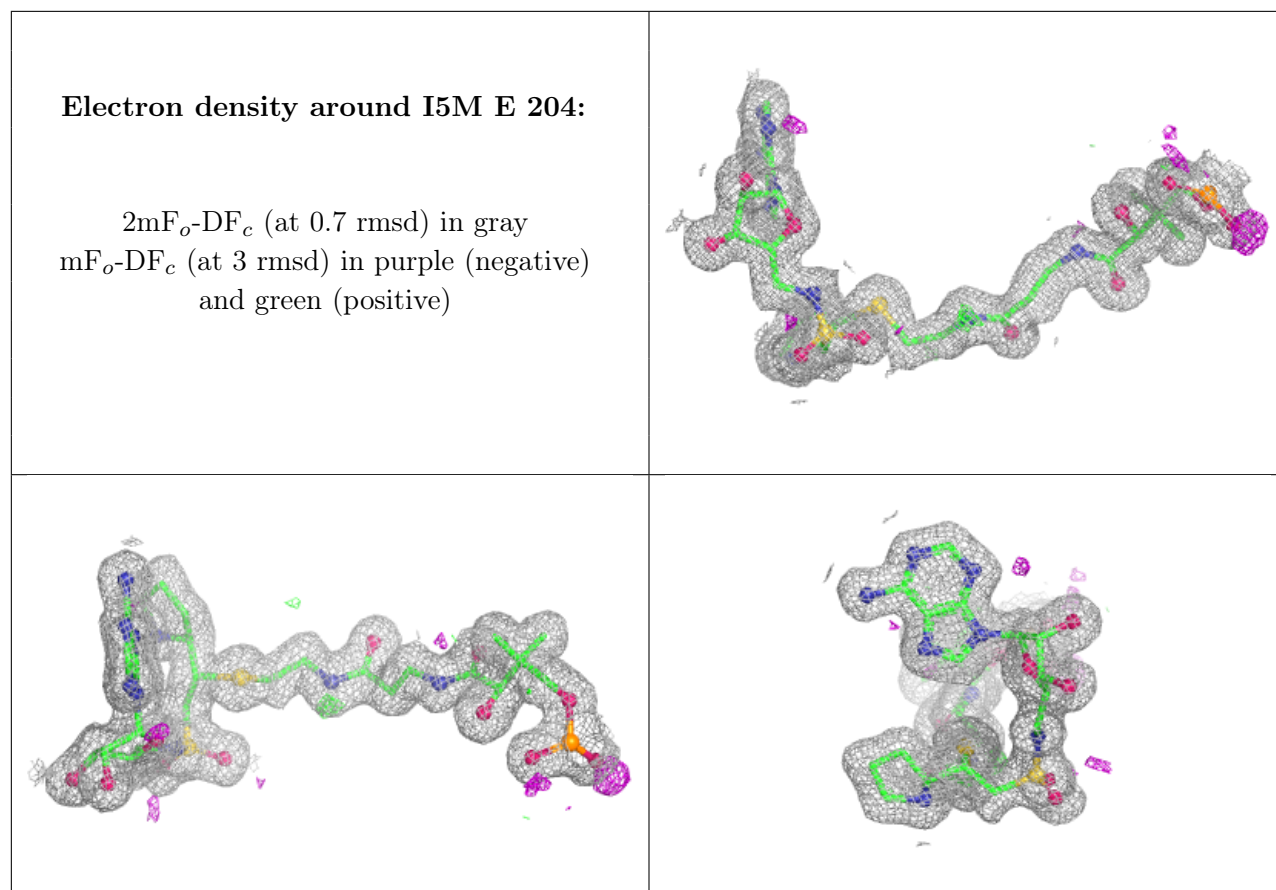 Electron density around I5M E 204:
2mFₒ-DF𝒸 (at 0.7 rmsd) in gray
mFₒ-DF𝒸 (at 3 rmsd) in purple (negative)
and green (positive)